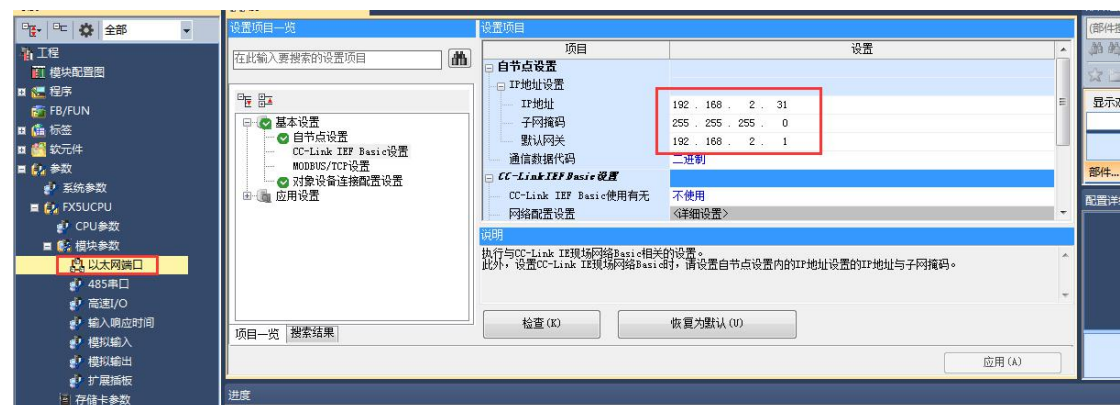 全部
工程
模块配置图
程序
FB/FUN
标签
软元件
参数
系统参数
FX5UCPU
CPU参数
模块参数
以太网端口
485串口
高速I/O
输入响应时间
模拟输入
模拟输出
扩展插板
存储卡参数
设置项目一览
在此输入要搜索的设置项目
基本设置
自节点设置
CC-Link IEF Basic设置
MODBUS/TCP设置
对象设备连接配置设置
应用设置
项目一览 搜索结果
设置项目
项目 设置
自节点设置
IP地址设置
IP地址 192 . 168 . 2 . 31
子网掩码 255 . 255 . 255 . 0
默认网关 192 . 168 . 2 . 1
通信数据代码 二进制
CC-Link IEF Basic设置
CC-Link IEF Basic使用有无 不使用
网络配置设置 <详细设置>
说明
执行与CC-Link IE现场网络Basic相关的设置。
此外，设置CC-Link IE现场网络Basic时，请设置自节点设置内的IP地址设置的IP地址与子网掩码。
检查(K) 恢复为默认(U)
应用(A)
进度
(部件
显示
部件...
配置详